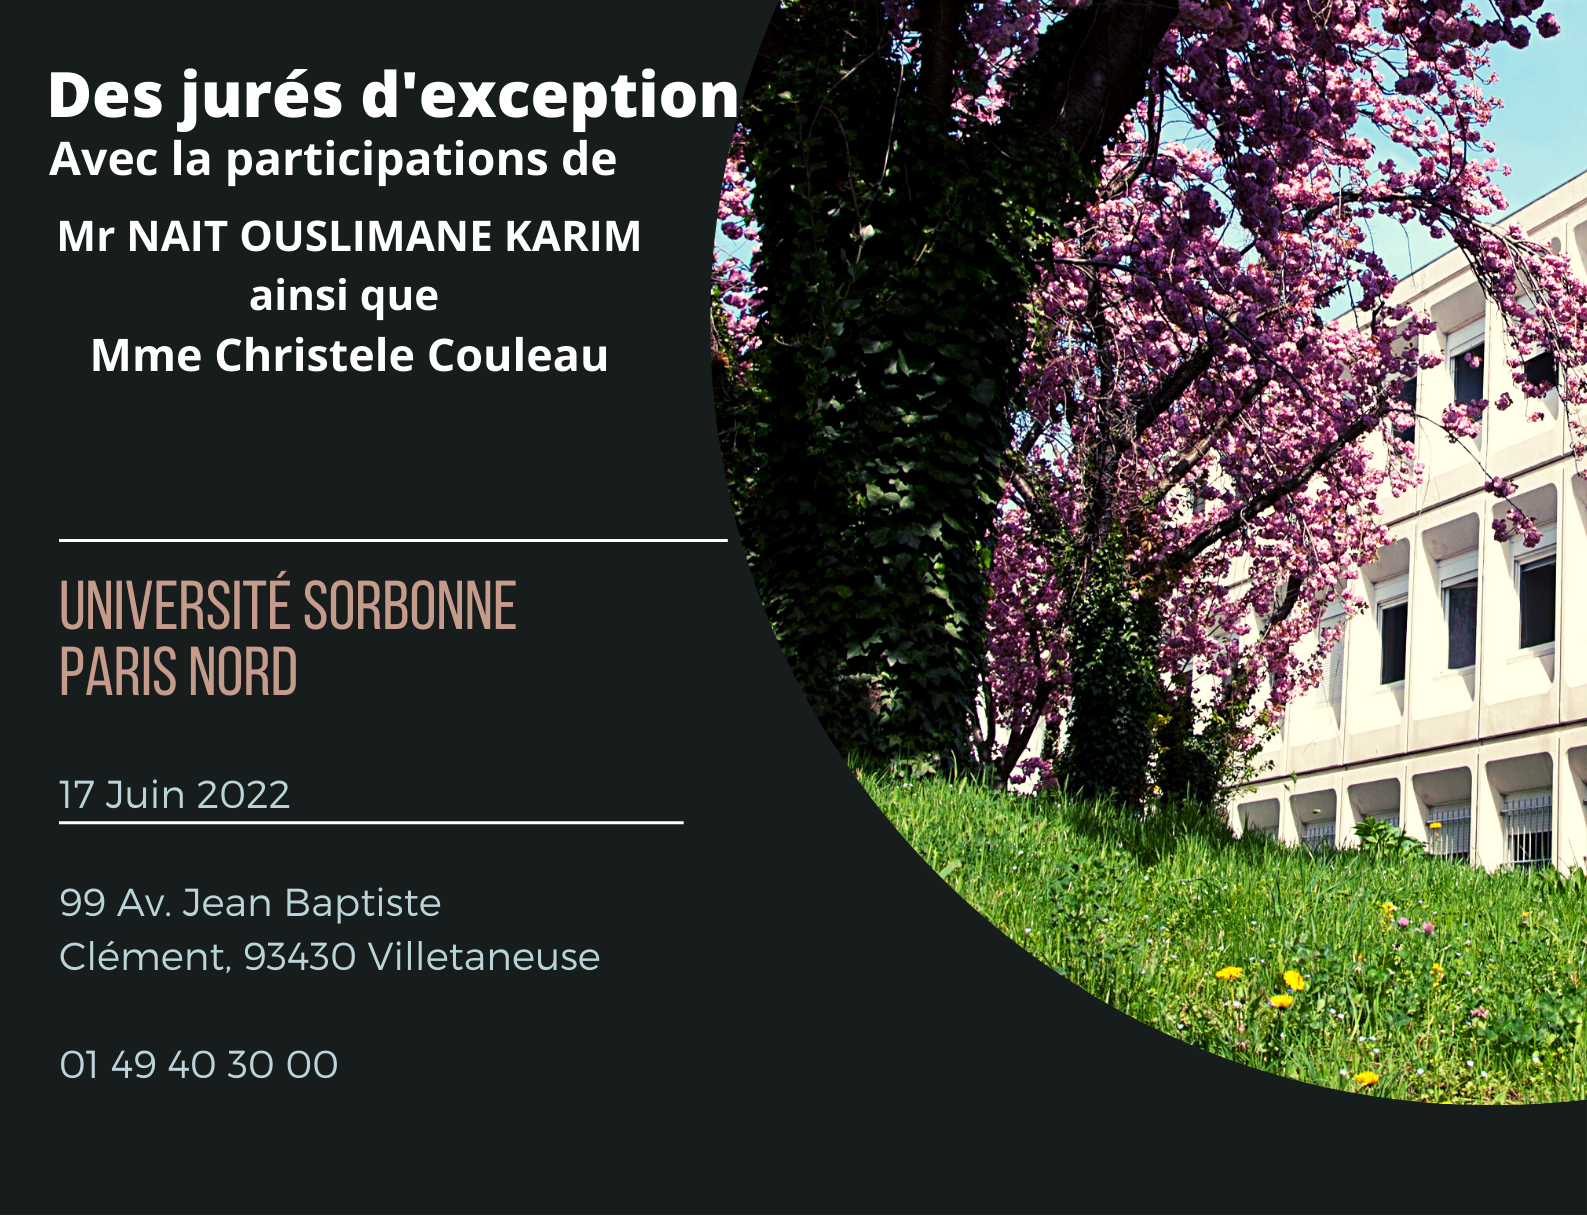 Des jurés d'exception
Avec la participations de
Mr NAIT OUSLIMANE KARIM
ainsi que
Mme Christele Couleau
UNIVERSITÉ SORBONNE
PARIS NORD
17 Juin 2022
99 Av. Jean Baptiste
Clément, 93430 Villetaneuse
01 49 40 30 00